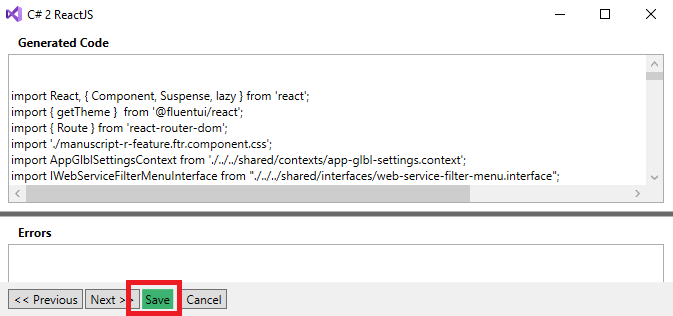 C# 2 ReactJS
Generated Code
import React, { Component, Suspense, lazy } from 'react';
import { getTheme }  from '@fluentui/react';
import { Route } from 'react-router-dom';
import './manuscript-r-feature.ftr.component.css';
import AppGlblSettingsContext from './../../shared/contexts/app-glbl-settings.context';
import IWebServiceFilterMenuInterface from "./../../shared/interfaces/web-service-filter-menu.interface";
Errors
<< Previous Next >> Save Cancel